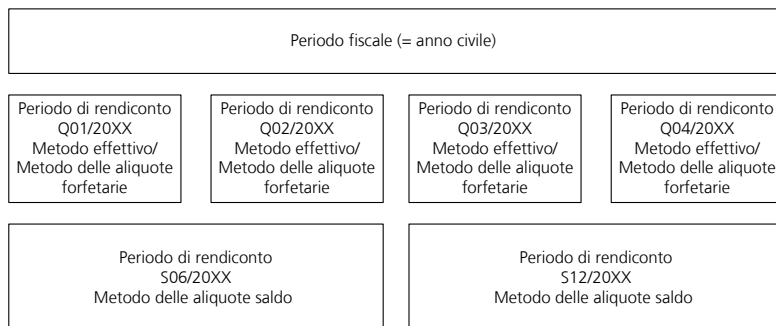 Periodo fiscale (= anno civile)
Periodo di rendiconto
Q01/20XX
Metodo effettivo/
Metodo delle aliquote
forfetarie
Periodo di rendiconto
Q02/20XX
Metodo effettivo/
Metodo delle aliquote
forfetarie
Periodo di rendiconto
Q03/20XX
Metodo effettivo/
Metodo delle aliquote
forfetarie
Periodo di rendiconto
Q04/20XX
Metodo effettivo/
Metodo delle aliquote
forfetarie
Periodo di rendiconto
S06/20XX
Metodo delle aliquote saldo
Periodo di rendiconto
S12/20XX
Metodo delle aliquote saldo